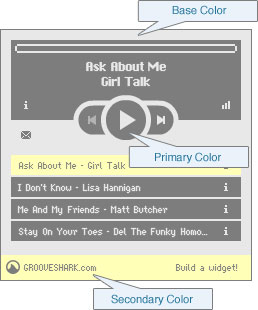 Base Color
Ask About Me
Girl Talk
i
Ask About Me - Girl Talk
Primary Color
I Don't Know - Lisa Hannigan i
Me And My Friends - Matt Butcher i
Stay On Your Toes - Del The Funky Homo... i
GROOVESHARK.com Build a widget!
Secondary Color